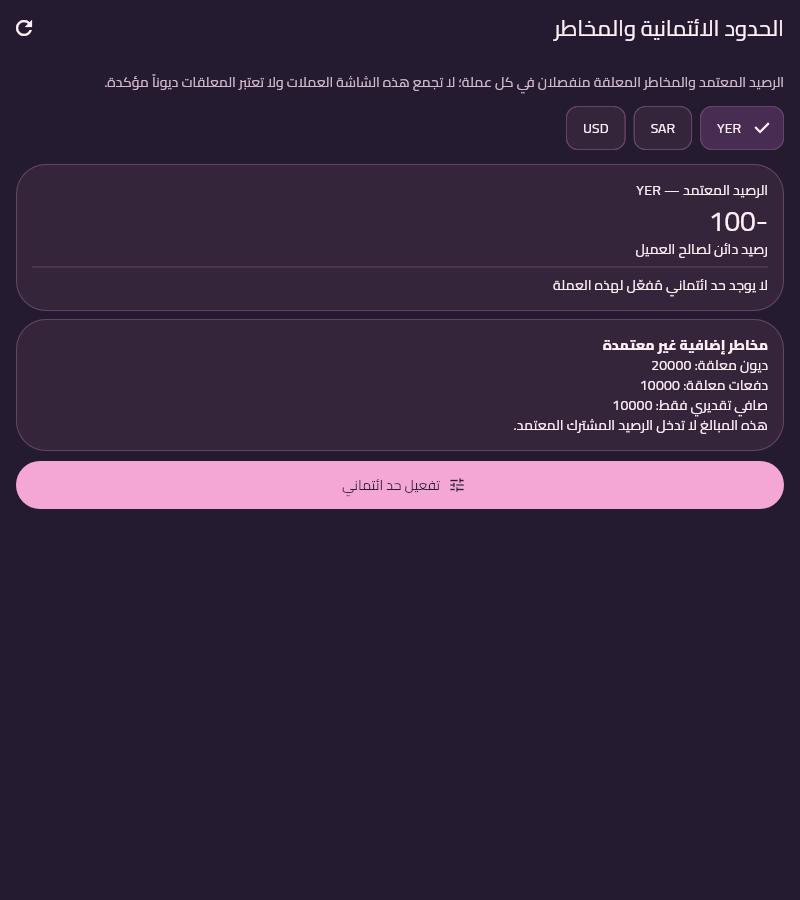 الحدود الائتمانية والمخاطر
الرصيد المعتمد والمخاطر المعلقة منفصلان في كل عملة؛ لا تجمع هذه الشاشة العملات ولا تعتبر المعلقات ديوناً مؤكدة.
YER
SAR
USD
الرصيد المعتمد — YER
-100
رصيد دائن لصالح العميل
لا يوجد حد ائتماني مُفعّل لهذه العملة
مخاطر إضافية غير معتمدة
ديون معلقة: 20000
دفعات معلقة: 10000
صافي تقديري فقط: 10000
هذه المبالغ لا تدخل الرصيد المشترك المعتمد.
تفعيل حد ائتماني